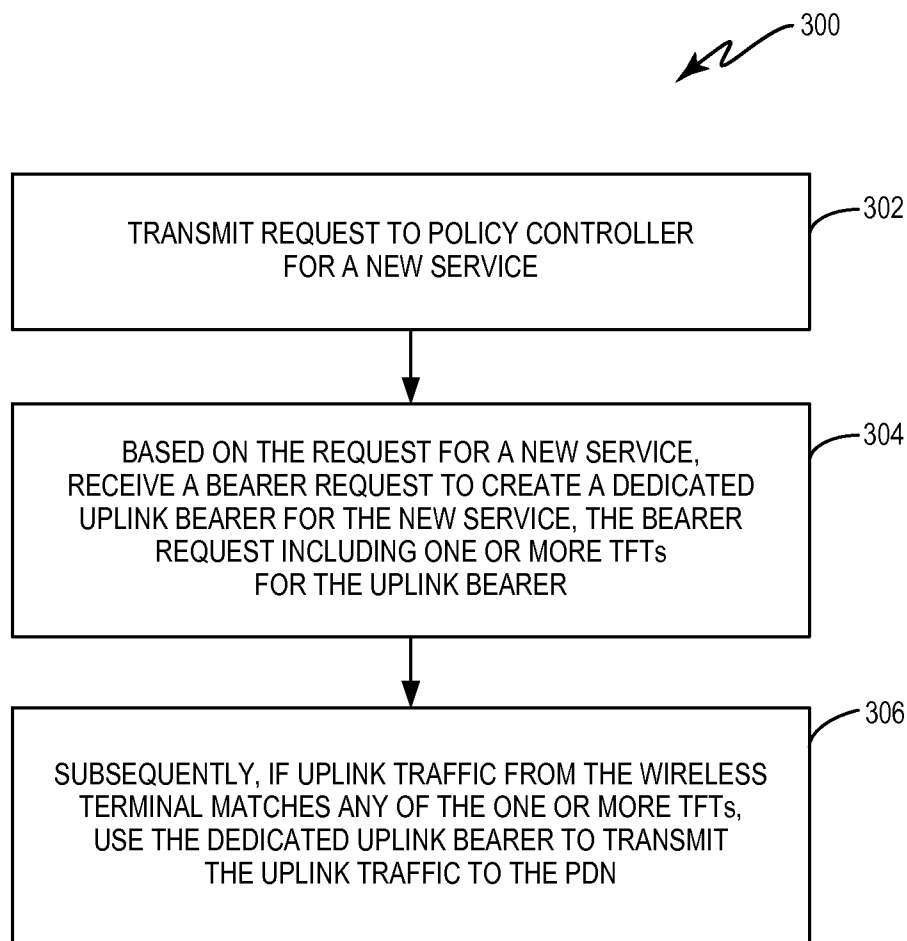 300
TRANSMIT REQUEST TO POLICY CONTROLLER
FOR A NEW SERVICE
302
BASED ON THE REQUEST FOR A NEW SERVICE,
RECEIVE A BEARER REQUEST TO CREATE A DEDICATED
UPLINK BEARER FOR THE NEW SERVICE, THE BEARER
REQUEST INCLUDING ONE OR MORE TFTs
FOR THE UPLINK BEARER
304
SUBSEQUENTLY, IF UPLINK TRAFFIC FROM THE WIRELESS
TERMINAL MATCHES ANY OF THE ONE OR MORE TFTs,
USE THE DEDICATED UPLINK BEARER TO TRANSMIT
THE UPLINK TRAFFIC TO THE PDN
306